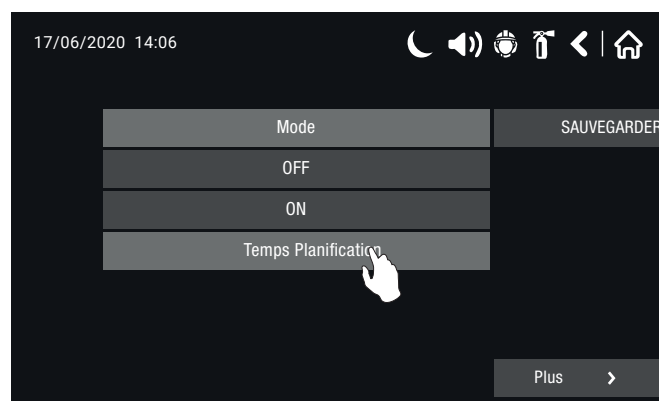 17/06/2020 14:06
Mode
SAUVEGARDER
OFF
ON
Temps Planification
Plus